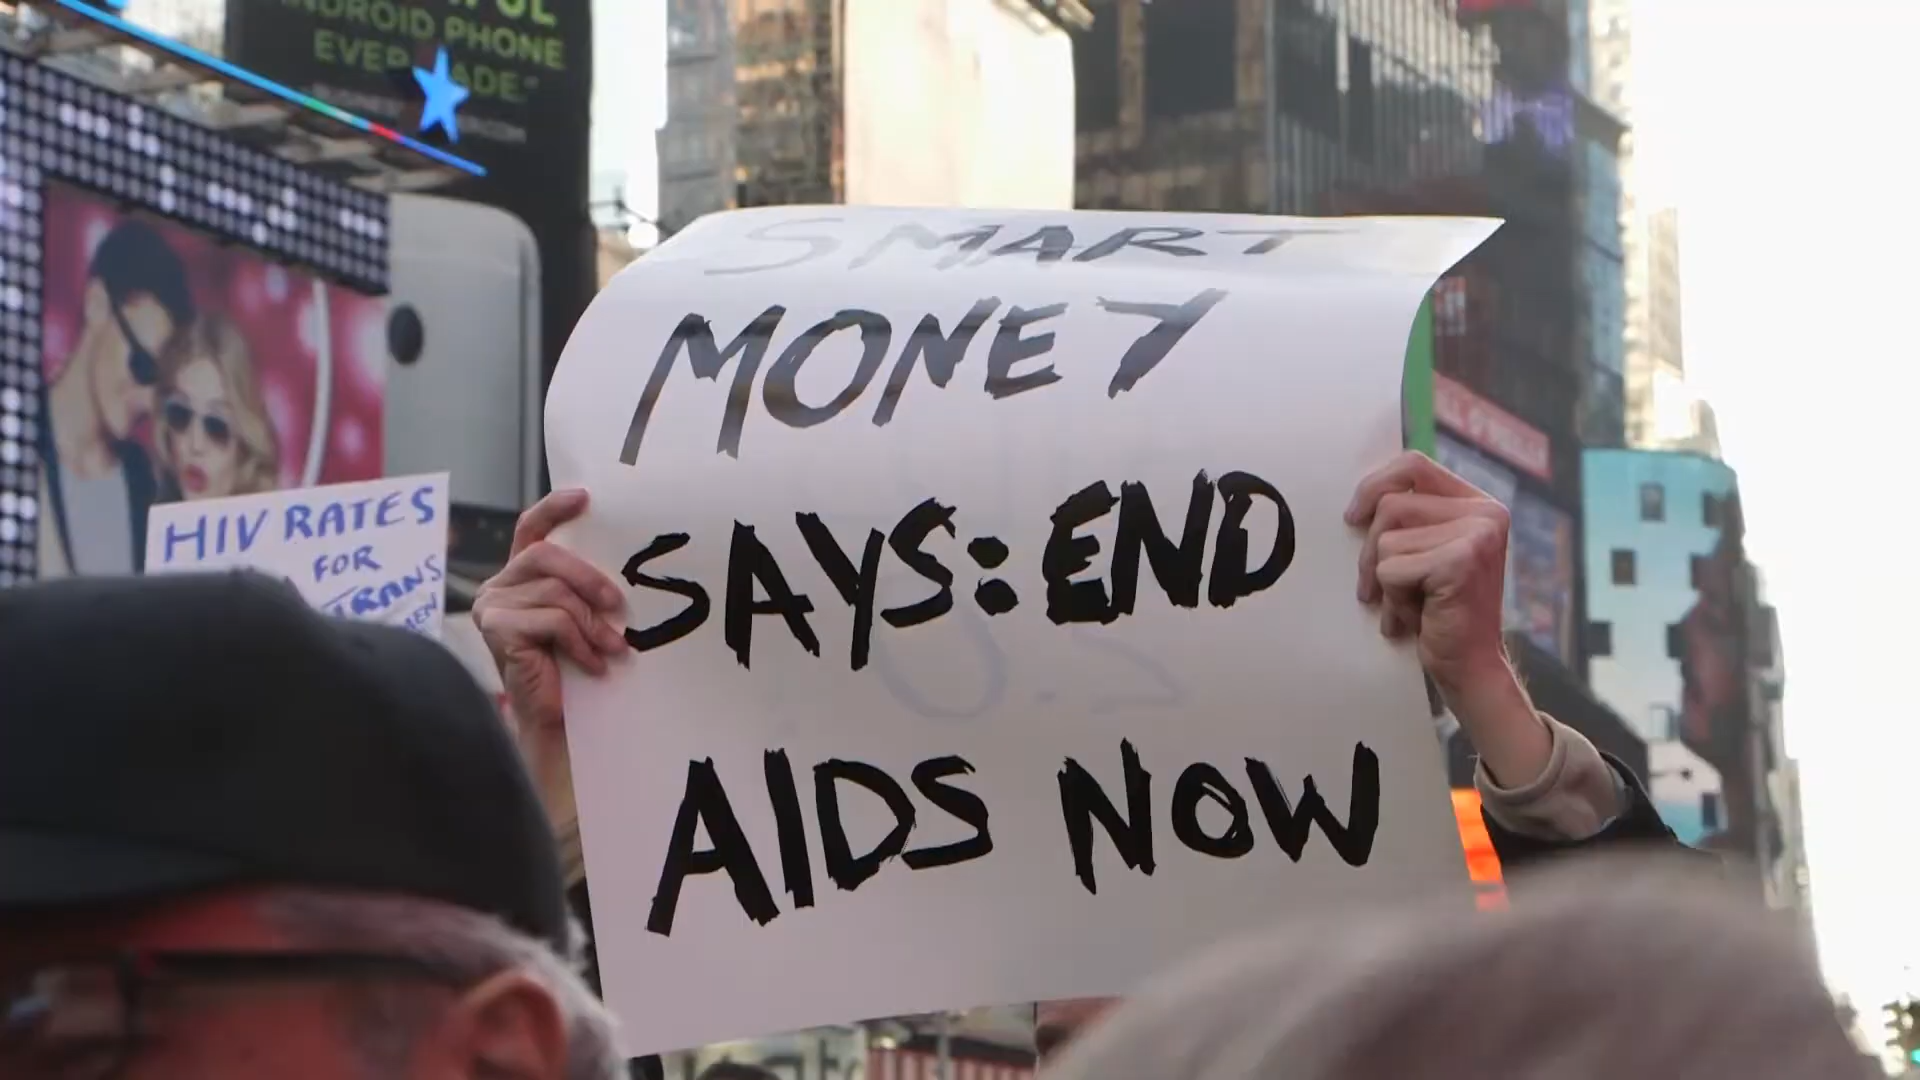 ANDROID PHONE
HIV RATES
FOR
TRANS
SMART
MONEY
SAYS: END
AIDS NOW